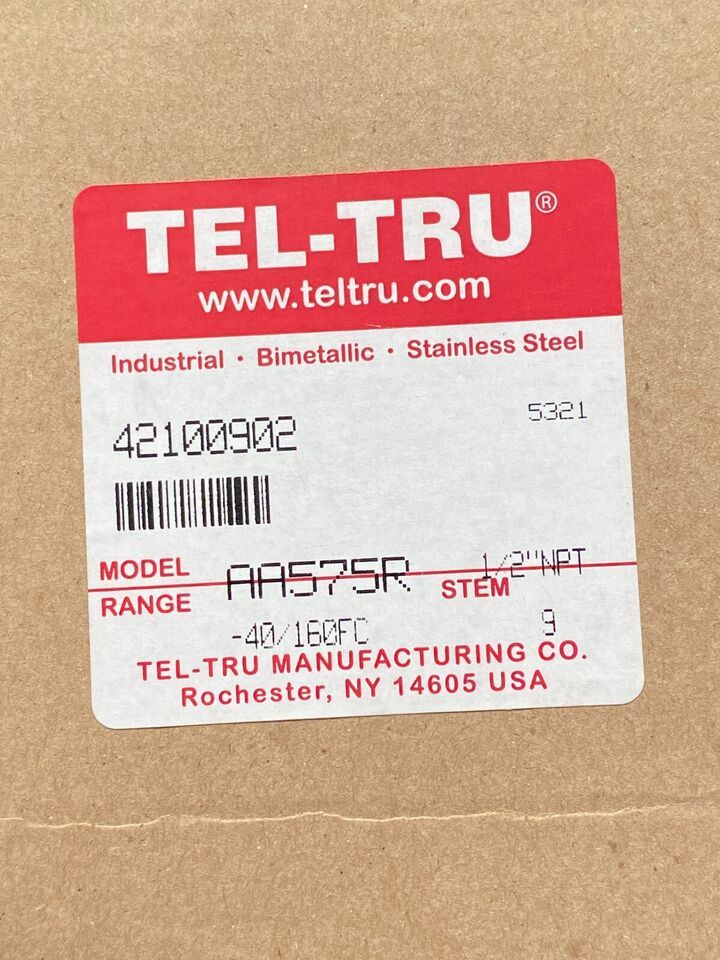 TEL-TRU®
www.teltru.com
Industrial · Bimetallic · Stainless Steel
5321
42100902
MODEL AA575R 1/2"NPT
RANGE STEM
-40/160FC 9
TEL-TRU MANUFACTURING CO.
Rochester, NY 14605 USA